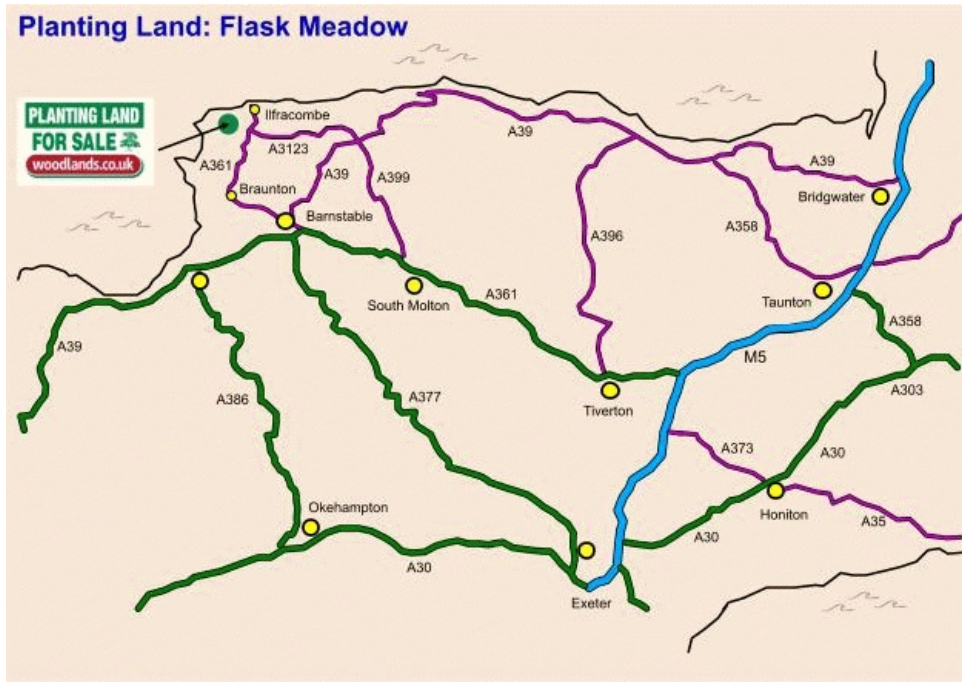 Planting Land: Flask Meadow
PLANTING LAND
FOR SALE
woodlands.co.uk
Ilfracombe
A361
A3123
A39
A399
A39
A39
Braunton
Barnstable
Bridgwater
A396
A358
South Molton
A361
Taunton
A358
A39
M5
A386
A377
Tiverton
A303
A373
A30
Okehampton
Honiton
A35
A30
A30
Exeter